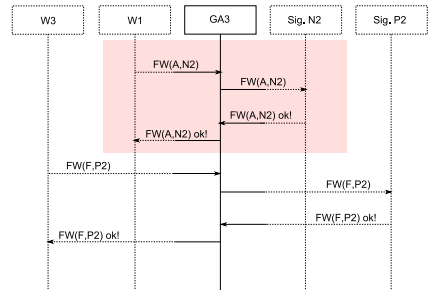 W3 W1 GA3 Sig. N2 Sig. P2
FW(A,N2)
FW(A,N2)
FW(A,N2) ok!
FW(A,N2) ok!
FW(F,P2)
FW(F,P2)
FW(F,P2) ok!
FW(F,P2) ok!